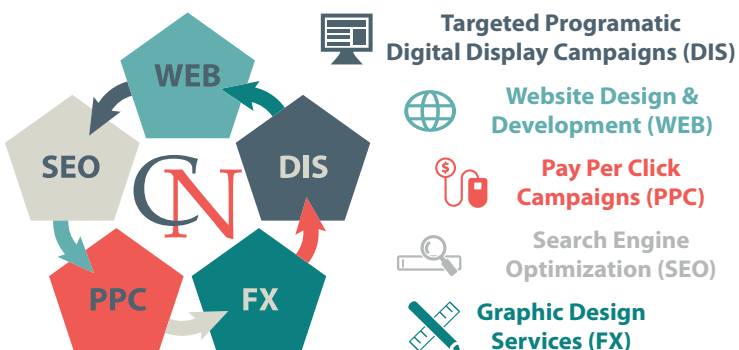 WEB
SEO
DIS
CN
PPC
FX
Targeted Programatic
Digital Display Campaigns (DIS)
Website Design &
Development (WEB)
$
Pay Per Click
Campaigns (PPC)
Search Engine
Optimization (SEO)
Graphic Design
Services (FX)